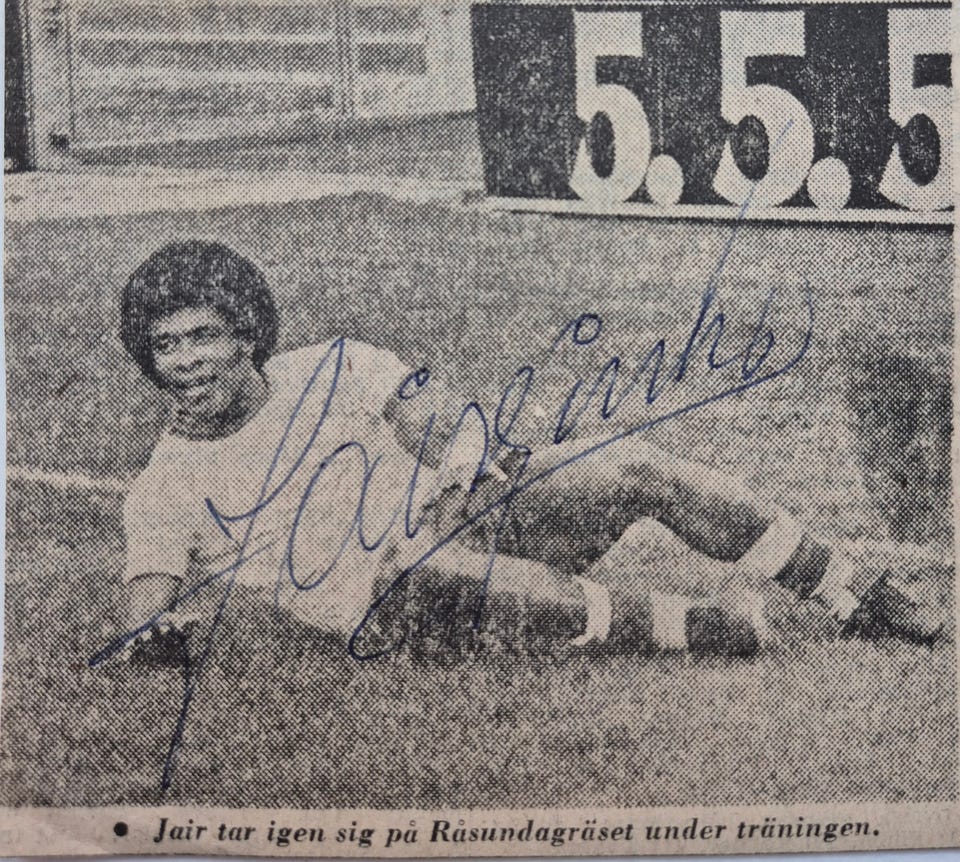 5.5.5
Jairzinho
• Jair tar igen sig på Råsundagräset under träningen.